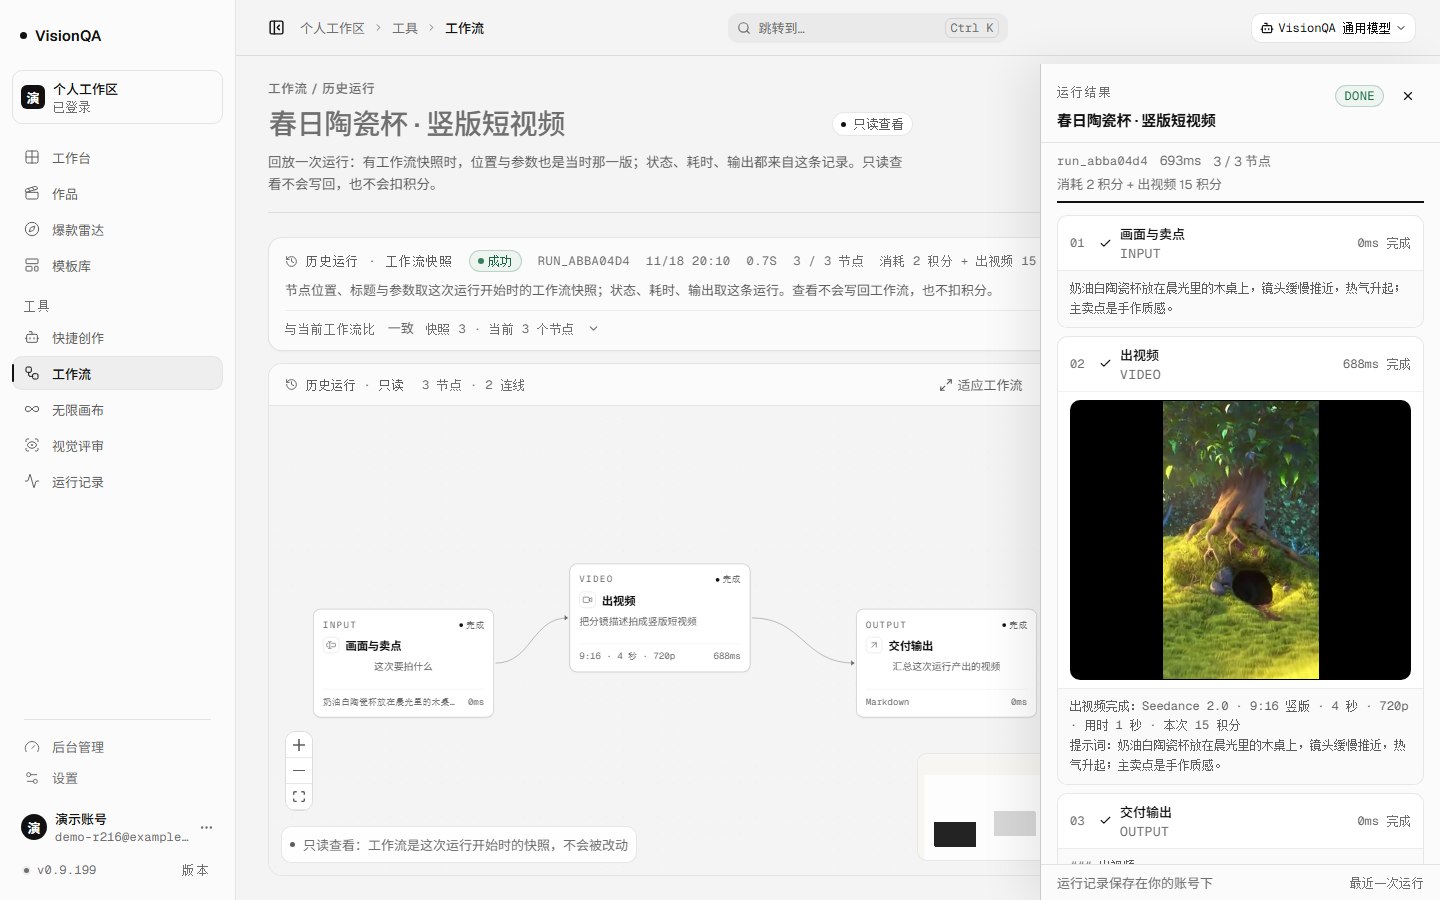 VisionQA
演
个人工作区
已登录
工作台
作品
爆款雷达
模板库
工具
快捷创作
工作流
无限画布
视觉评审
运行记录
后台管理
设置
演
演示账号
demo-r216@example…
v0.9.199
版本
个人工作区 > 工具 > 工作流
跳转到…
Ctrl K
VisionQA 通用模型
工作流 / 历史运行
春日陶瓷杯 · 竖版短视频
只读查看
回放一次运行：有工作流快照时，位置与参数也是当时那一版；状态、耗时、输出都来自这条记录。只读查
看不会写回，也不会扣积分。
历史运行 · 工作流快照 成功 RUN_ABBA04D4 11/18 20:10 0.7S 3 / 3 节点 消耗 2 积分 + 出视频 15
节点位置、标题与参数取这次运行开始时的工作流快照；状态、耗时、输出取这条运行。查看不会写回工作流，也不扣积分。
与当前工作流比 一致 快照 3 · 当前 3 个节点
历史运行 · 只读 3 节点 · 2 连线
适应工作流
INPUT 完成
画面与卖点
这次要拍什么
奶油白陶瓷杯放在晨光里的木桌… 0ms
VIDEO 完成
出视频
把分镜描述拍成竖版短视频
9:16 · 4 秒 · 720p 688ms
OUTPUT 完成
交付输出
汇总这次运行产出的视频
Markdown 0ms
只读查看：工作流是这次运行开始时的快照，不会被改动
运行结果
DONE
春日陶瓷杯 · 竖版短视频
run_abba04d4 693ms 3 / 3 节点
消耗 2 积分 + 出视频 15 积分
01 画面与卖点 0ms 完成
INPUT
奶油白陶瓷杯放在晨光里的木桌上，镜头缓慢推近，热气升起；
主卖点是手作质感。
02 出视频 688ms 完成
VIDEO
出视频完成：Seedance 2.0 · 9:16 竖版 · 4 秒 · 720p
· 用时 1 秒 · 本次 15 积分
提示词：奶油白陶瓷杯放在晨光里的木桌上，镜头缓慢推近，热
气升起；主卖点是手作质感。
03 交付输出 0ms 完成
OUTPUT
运行记录保存在你的账号下
最近一次运行